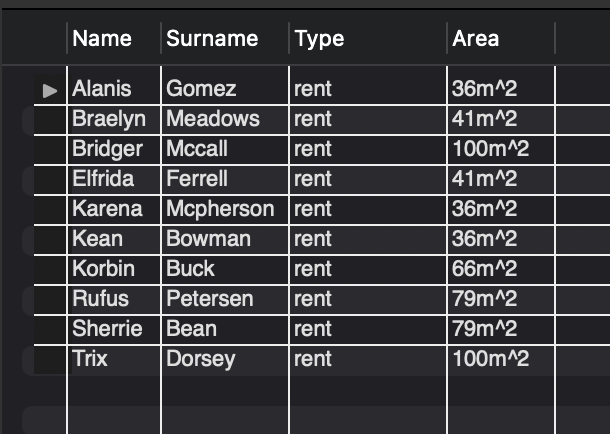 Name Surname Type Area
Alanis Gomez rent 36m^2
Braelyn Meadows rent 41m^2
Bridger Mccall rent 100m^2
Elfrida Ferrell rent 41m^2
Karena Mcpherson rent 36m^2
Kean Bowman rent 36m^2
Korbin Buck rent 66m^2
Rufus Petersen rent 79m^2
Sherrie Bean rent 79m^2
Trix Dorsey rent 100m^2